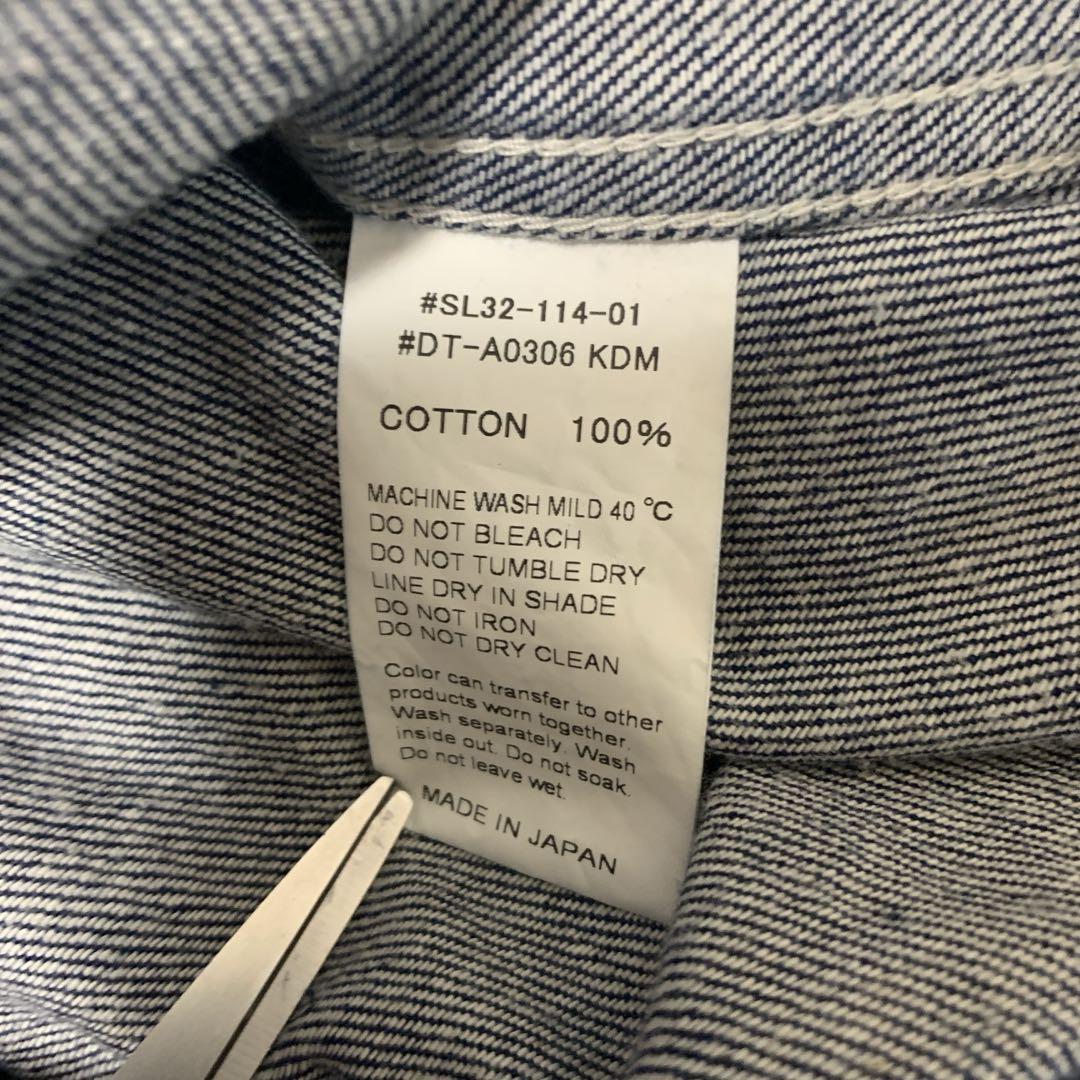 #SL32-114-01
#DT-A0306 KDM
COTTON 100%
MACHINE WASH MILD 40 °C
DO NOT BLEACH
DO NOT TUMBLE DRY
LINE DRY IN SHADE
DO NOT IRON
DO NOT DRY CLEAN
Color can transfer to other
products worn together.
Wash separately. Wash
inside out. Do not soak.
Do not leave wet.
MADE IN JAPAN